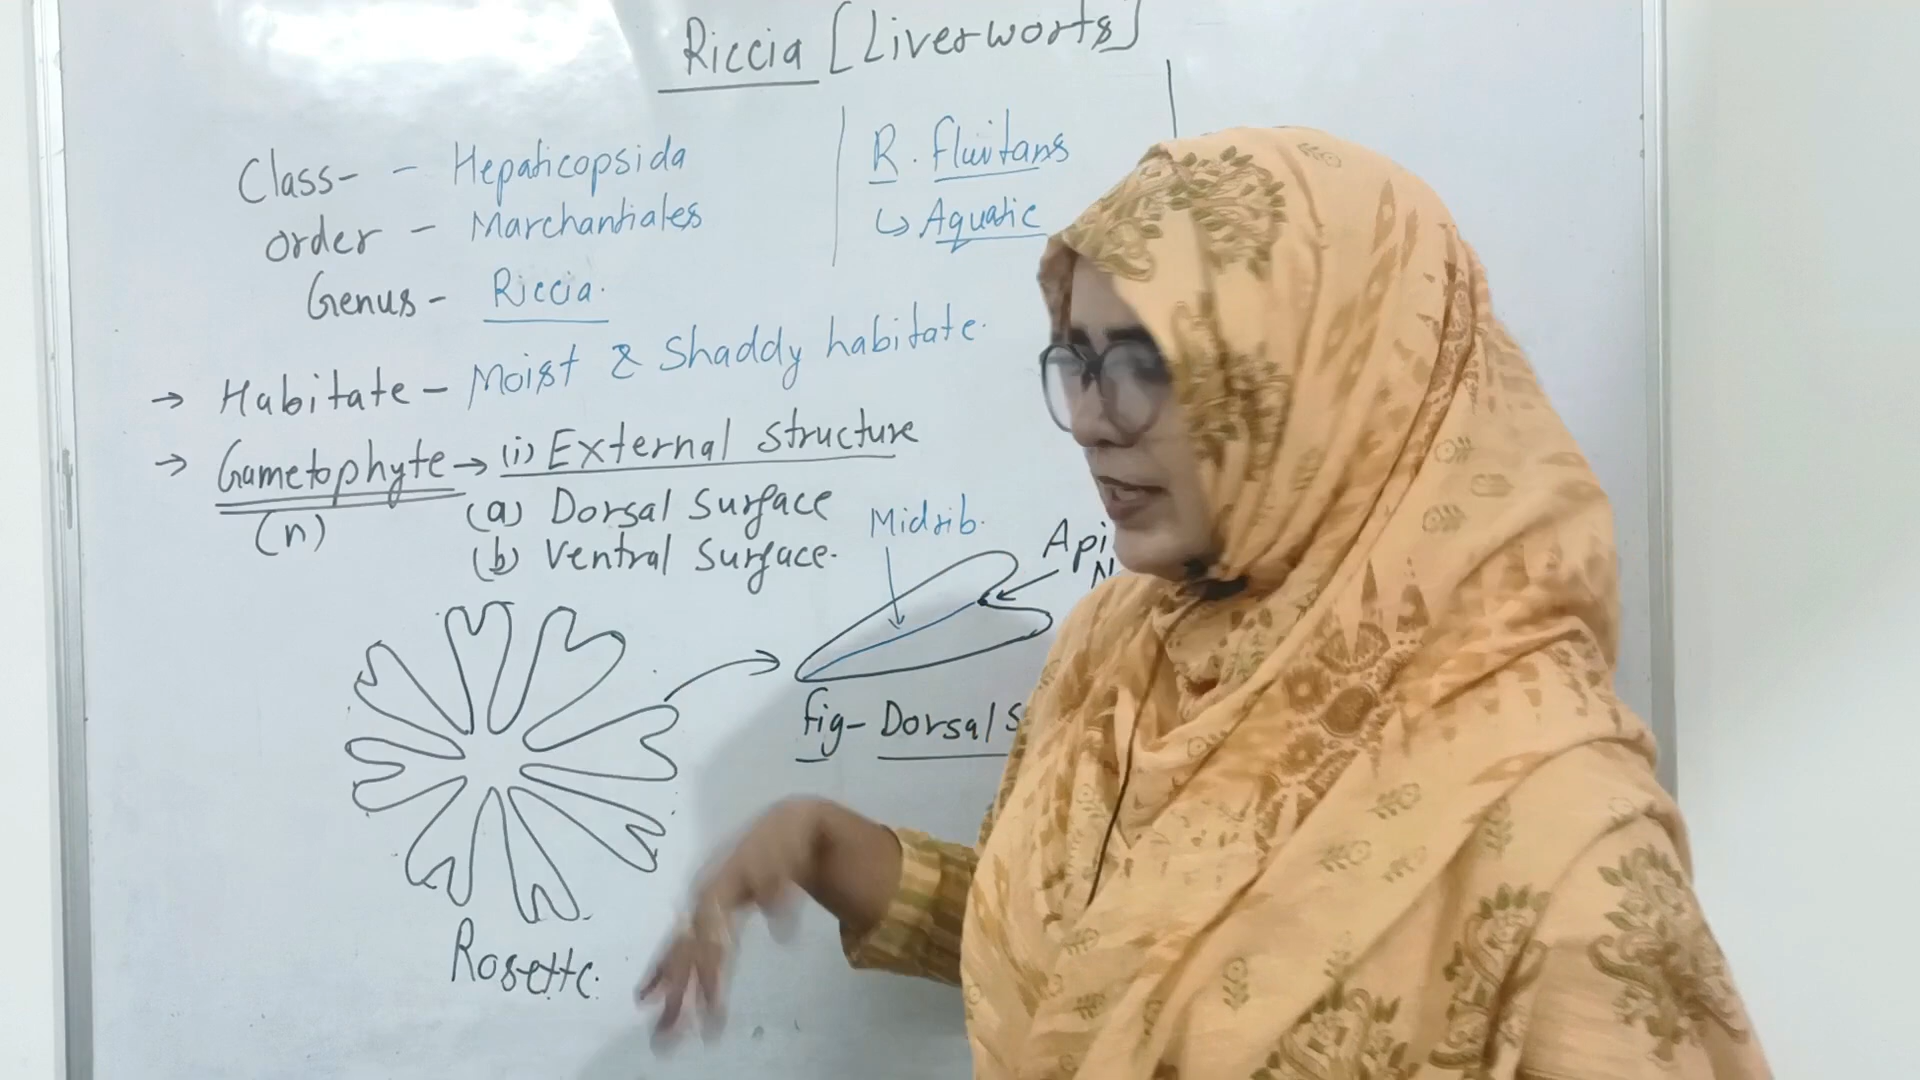 Riccia [Liverworts]
Class- - Hepaticopsida
order - Marchantiales
Genus - Riccia.
R. fluitans
↳ Aquatic
→ Habitate - Moist & Shaddy habitate.
→ Gametophyte → (i) External structure
(n)
(a) Dorsal Surface
(b) Ventral Surface.
Midrib.
Api
N
fig- Dorsal S
Rosette.